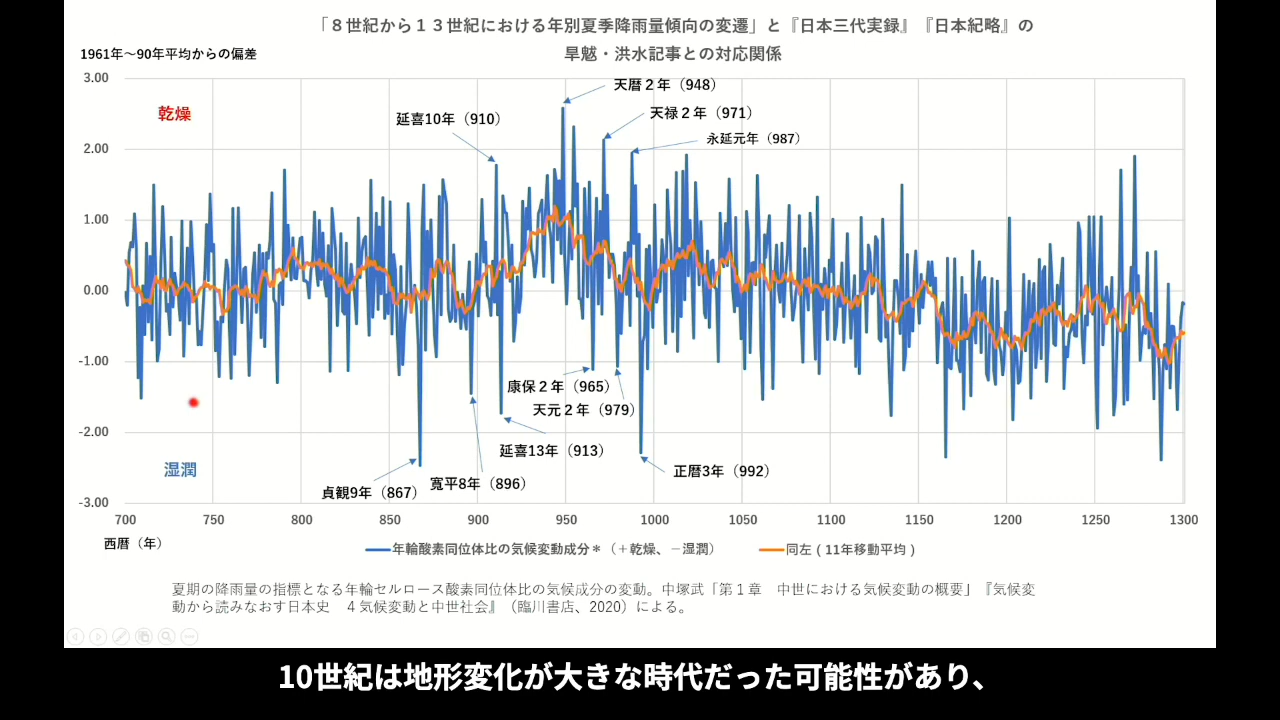 「８世紀から１３世紀における年別夏季降雨量傾向の変遷」と『日本三代実録』『日本紀略』の
旱魃・洪水記事との対応関係
1961年～90年平均からの偏差
3.00
2.00
1.00
0.00
-1.00
-2.00
-3.00
乾燥
湿潤
天暦２年（948）
天禄２年（971）
延喜10年（910）
永延元年（987）
康保２年（965）
天元２年（979）
延喜13年（913）
正暦3年（992）
寛平8年（896）
貞観9年（867）
700 750 800 850 900 950 1000 1050 1100 1150 1200 1250 1300
西暦（年）
年輪酸素同位体比の気候変動成分＊（＋乾燥、－湿潤）
同左（11年移動平均）
夏期の降雨量の指標となる年輪セルロース酸素同位体比の気候成分の変動。中塚武「第１章　中世における気候変動の概要」『気候変
動から読みなおす日本史　４気候変動と中世社会』（臨川書店、2020）による。
10世紀は地形変化が大きな時代だった可能性があり、